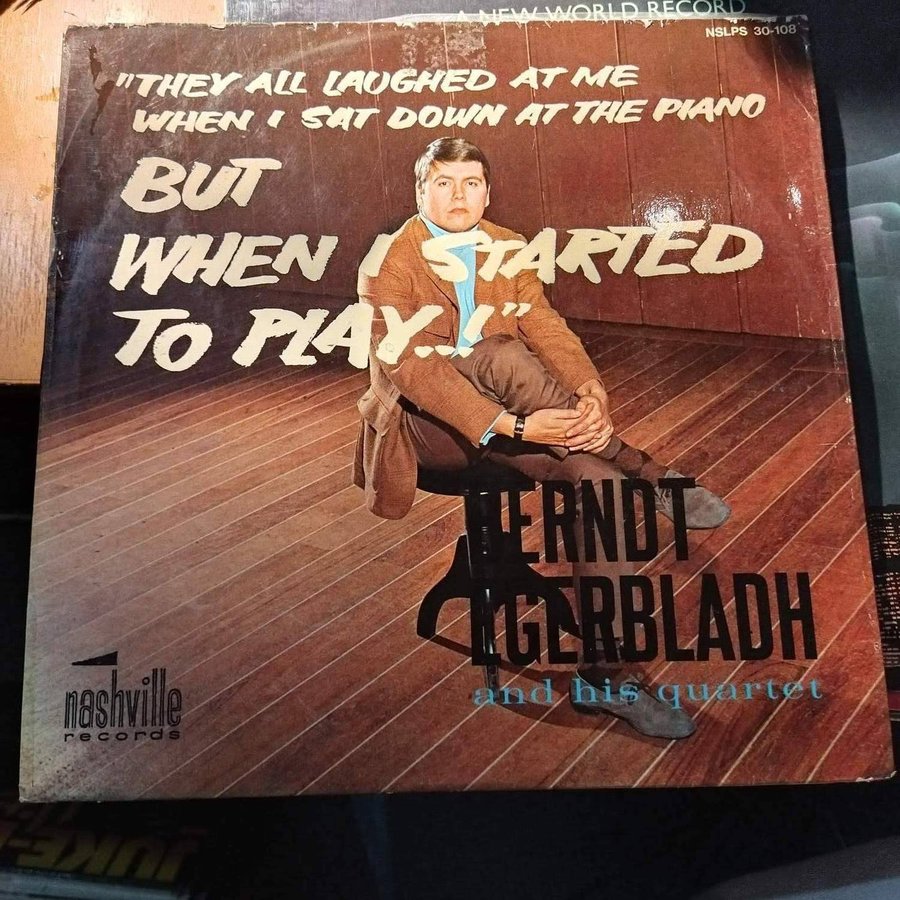 A NEW WORLD RECORD
NSLPS 30-108
"THEY ALL LAUGHED AT ME
WHEN I SAT DOWN AT THE PIANO
BUT
WHEN I STARTED
TO PLAY..!"
BERNDT
EGERBLADH
and his quartet
nashville
records